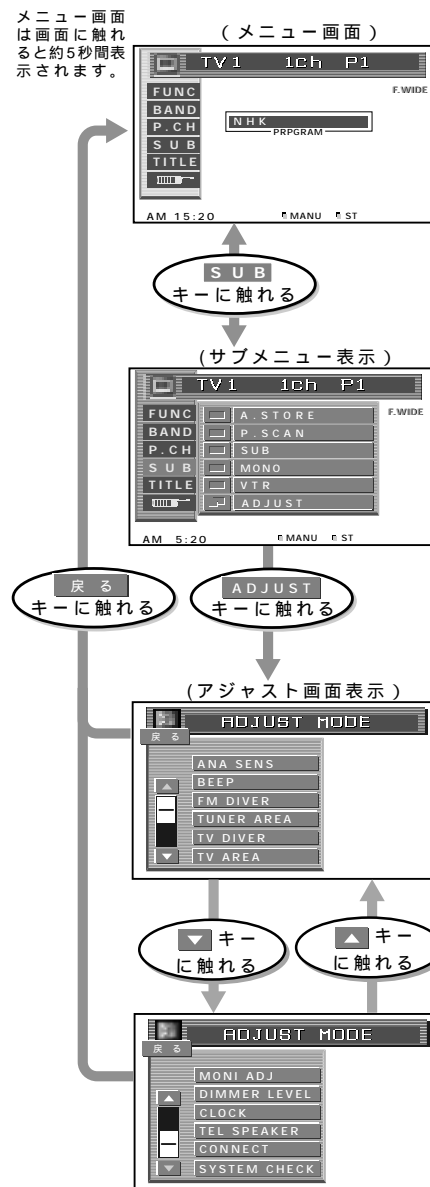 メニュー画面
は画面に触れ
ると約5秒間表
示されます。
(メニュー画面)
TV1 1ch P1
FUNC
BAND
P.CH
SUB
TITLE
F.WIDE
NHK
PRPGRAM
AM 15:20 MANU ST
SUB
キーに触れる
(サブメニュー表示)
TV1 1ch P1
FUNC
BAND
P.CH
SUB
TITLE
A.STORE
P.SCAN
SUB
MONO
VTR
ADJUST
F.WIDE
AM 5:20 MANU ST
戻る
キーに触れる
ADJUST
キーに触れる
(アジャスト画面表示)
ADJUST MODE
戻る
ANA SENS
BEEP
FM DIVER
TUNER AREA
TV DIVER
TV AREA
▼キー
に触れる
▲キー
に触れる
ADJUST MODE
戻る
MONI ADJ
DIMMER LEVEL
CLOCK
TEL SPEAKER
CONNECT
SYSTEM CHECK